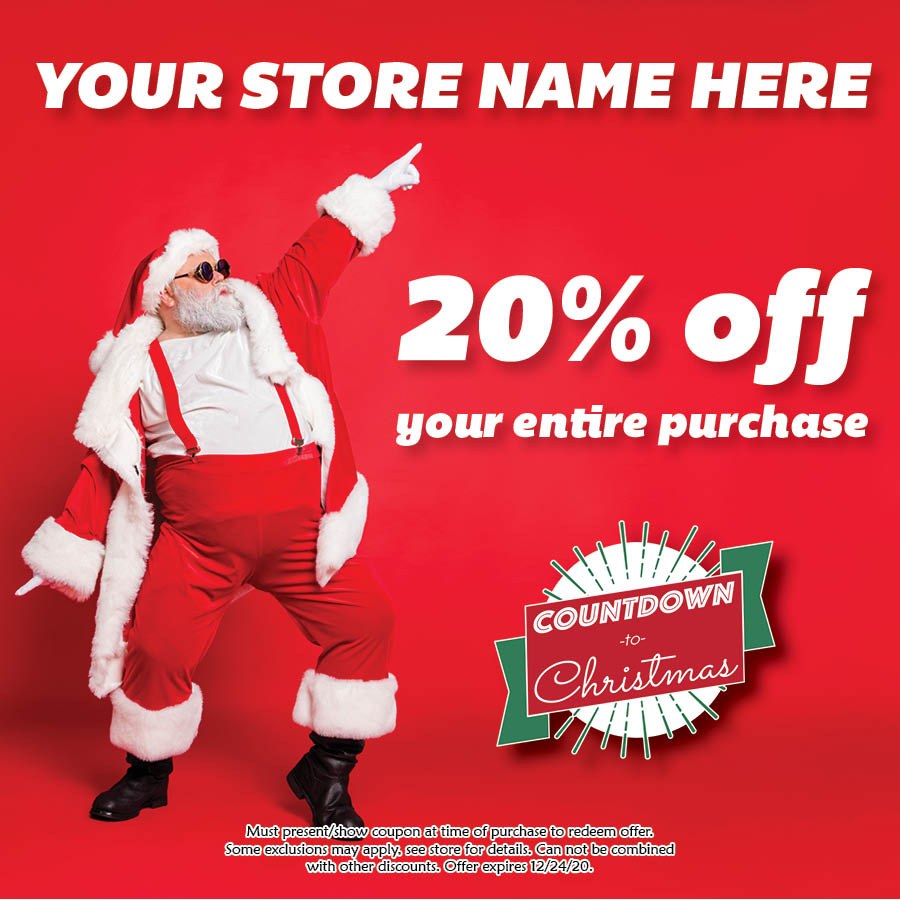 YOUR STORE NAME HERE
20% off
your entire purchase
COUNTDOWN
-to-
Christmas
Must present/show coupon at time of purchase to redeem offer.
Some exclusions may apply, see store for details. Can not be combined
with other discounts. Offer expires 12/24/20.